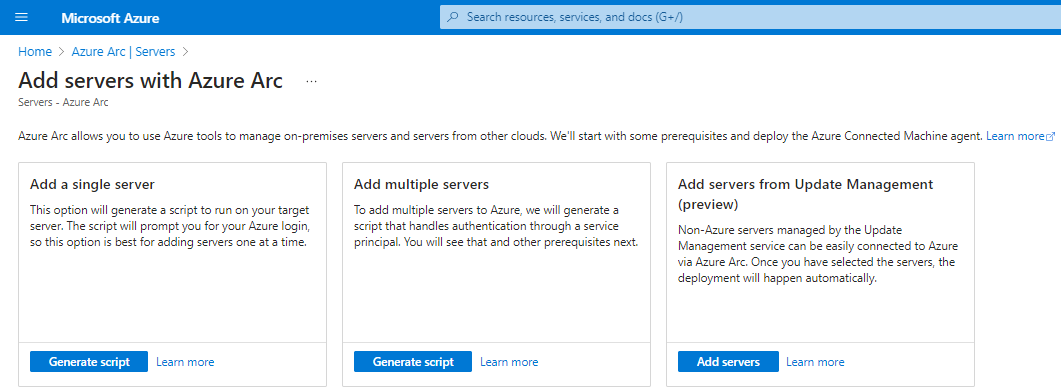 Microsoft Azure
Search resources, services, and docs (G+/)
Home > Azure Arc | Servers >
Add servers with Azure Arc ...
Servers - Azure Arc
Azure Arc allows you to use Azure tools to manage on-premises servers and servers from other clouds. We'll start with some prerequisites and deploy the Azure Connected Machine agent. Learn more
Add a single server
This option will generate a script to run on your target
server. The script will prompt you for your Azure login,
so this option is best for adding servers one at a time.
Generate script Learn more
Add multiple servers
To add multiple servers to Azure, we will generate a
script that handles authentication through a service
principal. You will see that and other prerequisites next.
Generate script Learn more
Add servers from Update Management
(preview)
Non-Azure servers managed by the Update
Management service can be easily connected to Azure
via Azure Arc. Once you have selected the servers, the
deployment will happen automatically.
Add servers Learn more